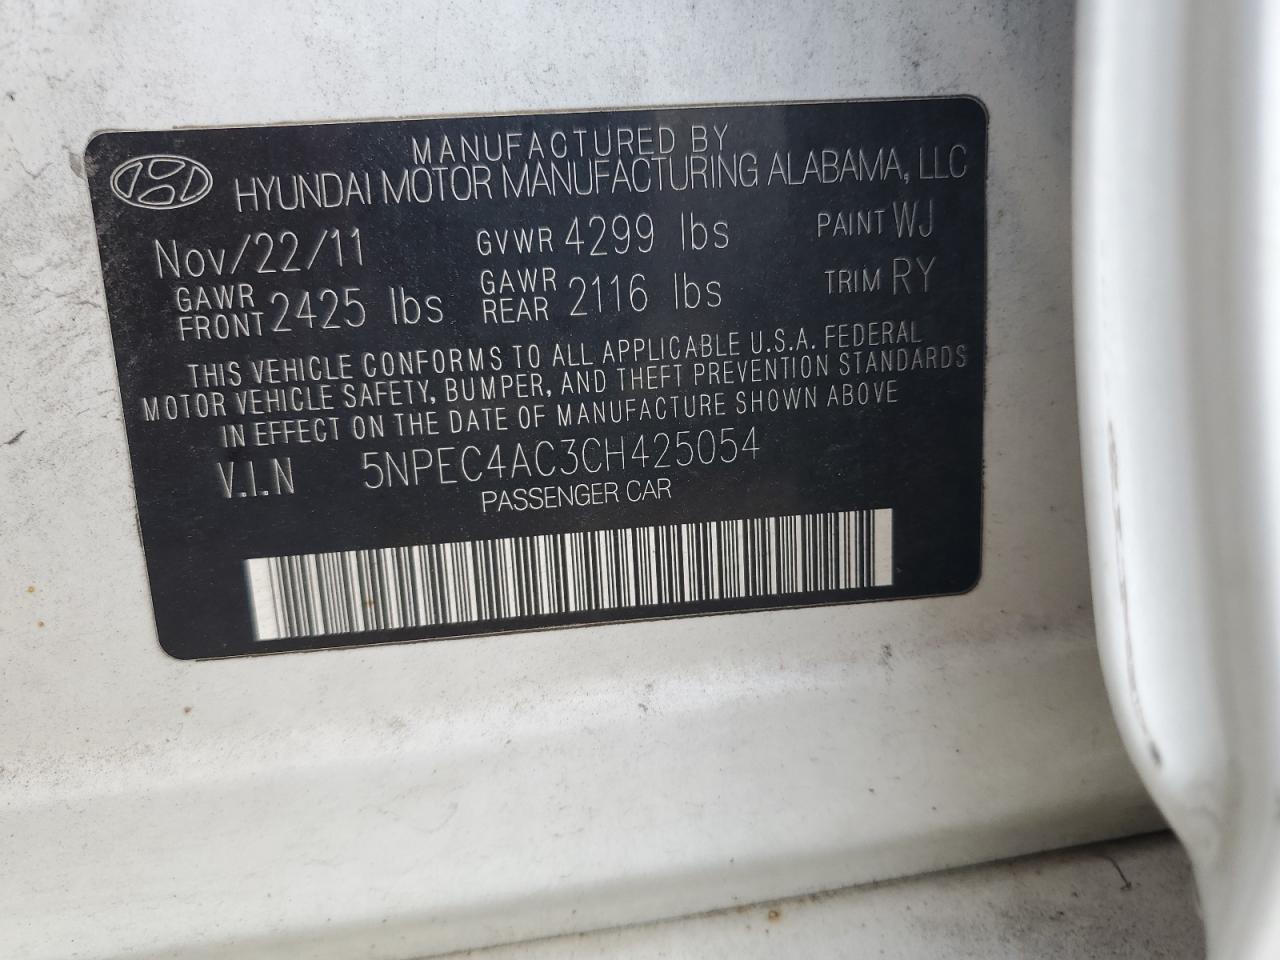 MANUFACTURED BY
HYUNDAI MOTOR MANUFACTURING ALABAMA, LLC
Nov/22/11 GVWR 4299 lbs PAINT WJ
GAWR FRONT 2425 lbs GAWR REAR 2116 lbs TRIM RY
THIS VEHICLE CONFORMS TO ALL APPLICABLE U.S.A. FEDERAL
MOTOR VEHICLE SAFETY, BUMPER, AND THEFT PREVENTION STANDARDS
IN EFFECT ON THE DATE OF MANUFACTURE SHOWN ABOVE
V.I.N 5NPEC4AC3CH425054
PASSENGER CAR